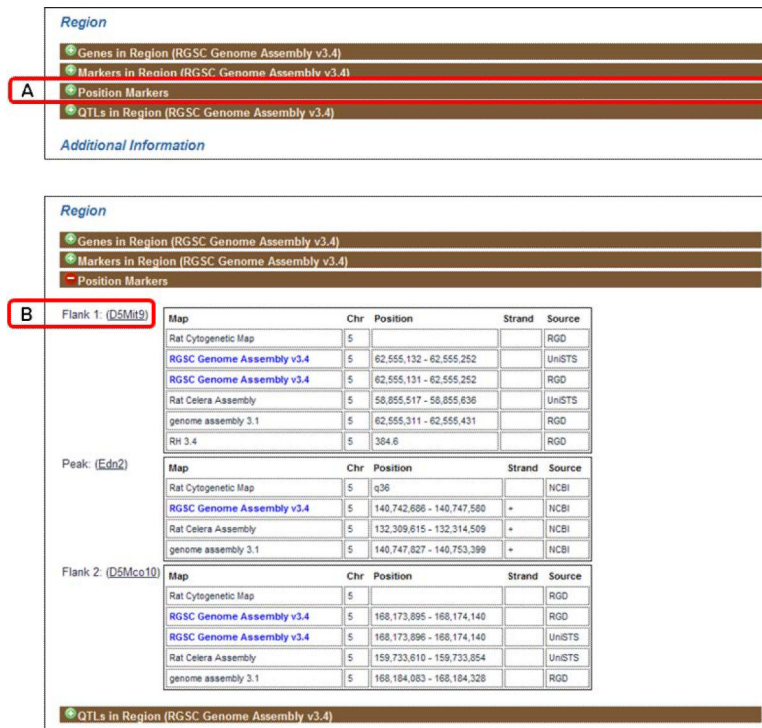 Region
Genes in Region (RGSC Genome Assembly v3.4)
Markers in Region (RGSC Genome Assembly v3.4)
A Position Markers
QTLs in Region (RGSC Genome Assembly v3.4)
Additional Information
Region
Genes in Region (RGSC Genome Assembly v3.4)
Markers in Region (RGSC Genome Assembly v3.4)
Position Markers
B Flank 1: (D5Mit9)
Map Chr Position Strand Source
Rat Cytogenetic Map 5 RGD
RGSC Genome Assembly v3.4 5 62,555,132 - 62,555,252 UniSTS
RGSC Genome Assembly v3.4 5 62,555,131 - 62,555,252 RGD
Rat Celera Assembly 5 58,855,517 - 58,855,636 UniSTS
genome assembly 3.1 5 62,555,311 - 62,555,431 RGD
RH 3.4 5 384.6 RGD
Peak: (Edn2)
Map Chr Position Strand Source
Rat Cytogenetic Map 5 q36 NCBI
RGSC Genome Assembly v3.4 5 140,742,686 - 140,747,580 + NCBI
Rat Celera Assembly 5 132,309,615 - 132,314,509 + NCBI
genome assembly 3.1 5 140,747,827 - 140,753,399 + NCBI
Flank 2: (D5Mco10)
Map Chr Position Strand Source
Rat Cytogenetic Map 5 RGD
RGSC Genome Assembly v3.4 5 168,173,895 - 168,174,140 RGD
RGSC Genome Assembly v3.4 5 168,173,896 - 168,174,140 UniSTS
Rat Celera Assembly 5 159,733,610 - 159,733,854 UniSTS
genome assembly 3.1 5 168,184,083 - 168,184,328 RGD
QTLs in Region (RGSC Genome Assembly v3.4)